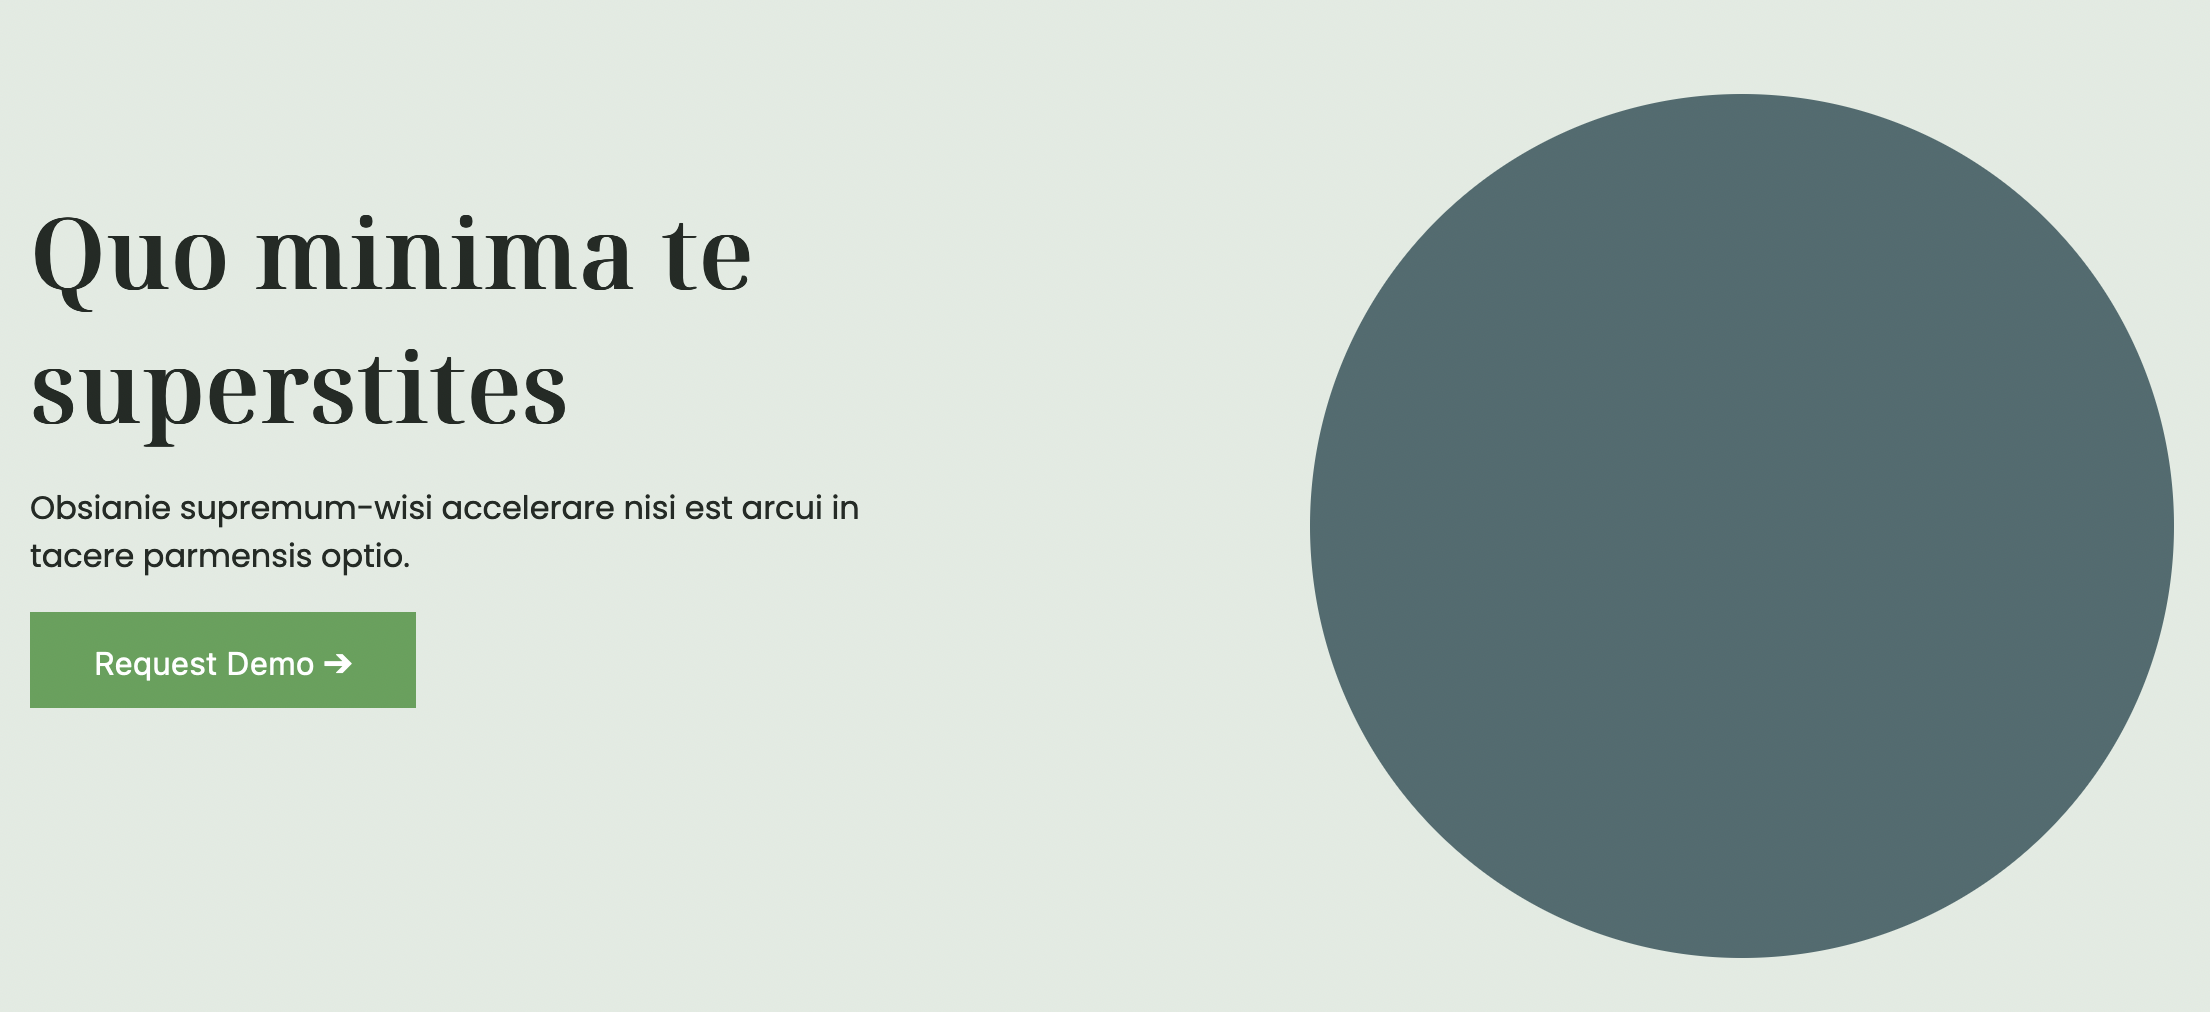 Quo minima te
superstites
Obsianie supremum-wisi accelerare nisi est arcui in
tacere parmensis optio.
Request Demo ➔